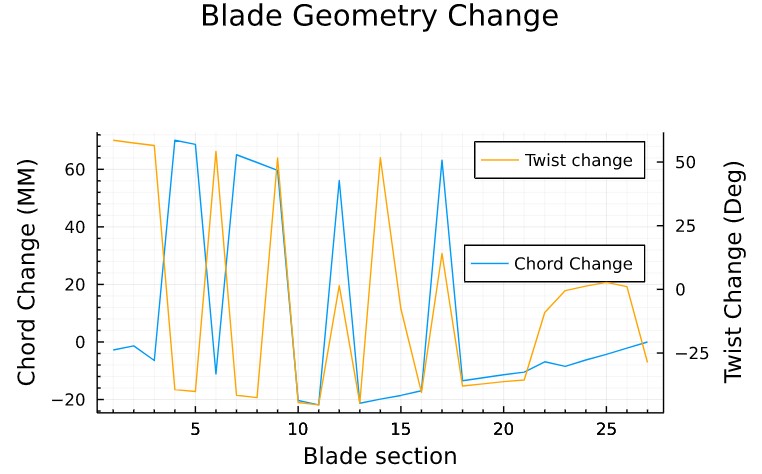 Blade Geometry Change
Chord Change (MM)
60
40
20
0
−20
Twist change
Chord Change
50
25
0
−25
Twist Change (Deg)
5 10 15 20 25
Blade section